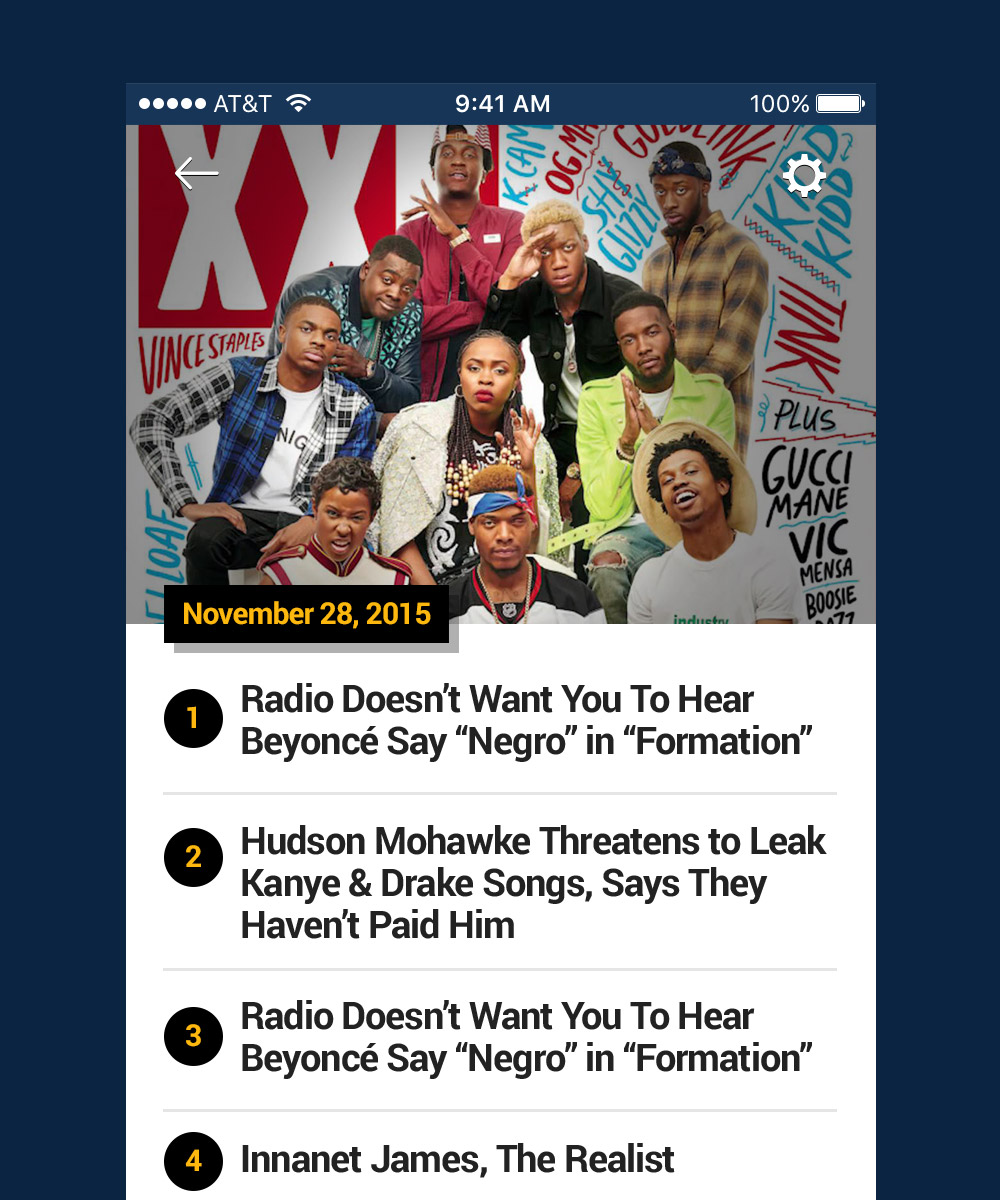 AT&T 9:41 AM 100%
XX
K CAMP
OG MA
GOLDLINK
SHY
GLIZZY
KIDD
KIDD
VINCE STAPLES
TINK
PLUS
GUCCI
MANE
VIC
MENSA
BOOSIE
LOAF
industry
November 28, 2015
1 Radio Doesn’t Want You To Hear
Beyoncé Say “Negro” in “Formation”
2 Hudson Mohawke Threatens to Leak
Kanye & Drake Songs, Says They
Haven’t Paid Him
3 Radio Doesn’t Want You To Hear
Beyoncé Say “Negro” in “Formation”
4 Innanet James, The Realist